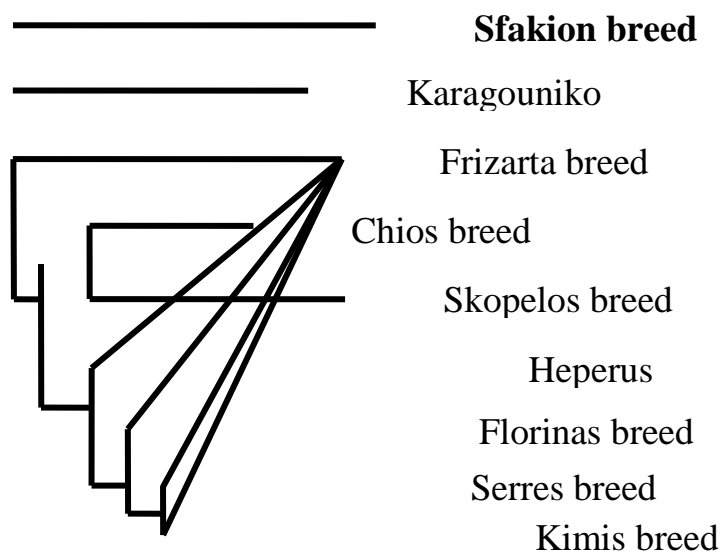 Sfakion breed
Karagouniko
Frizarta breed
Chios breed
Skopelos breed
Heperus
Florinas breed
Serres breed
Kimis breed